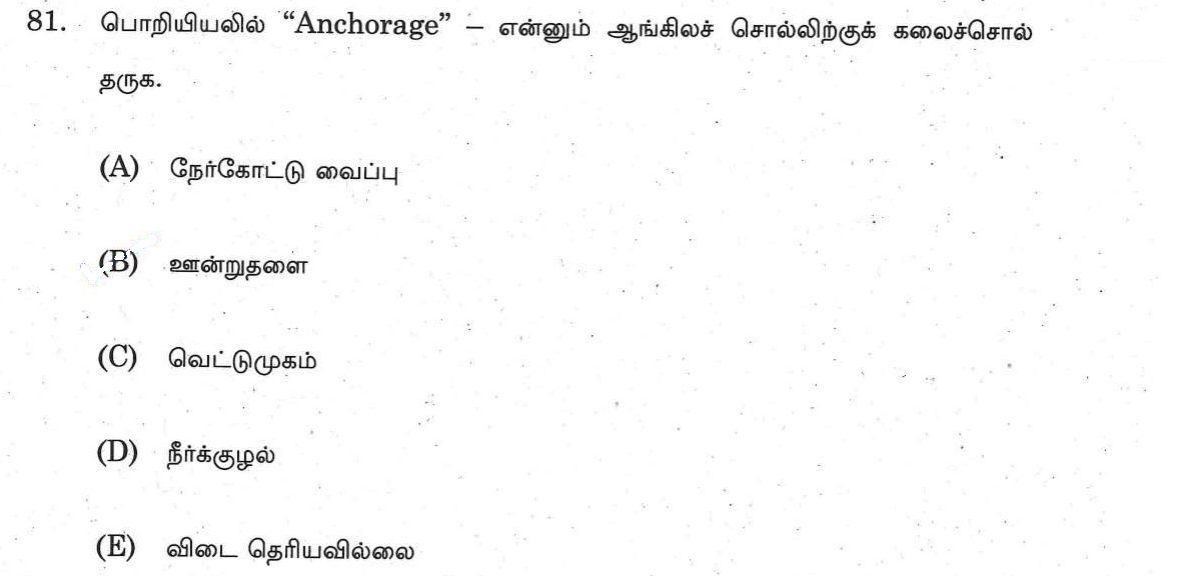 81. பொறியியலில் “Anchorage” – என்னும் ஆங்கிலச் சொல்லிற்குக் கலைச்சொல்
தருக.
(A) நேர்கோட்டு வைப்பு
(B) ஊன்றுதளை
(C) வெட்டுமுகம்
(D) நீர்க்குழல்
(E) விடை தெரியவில்லை